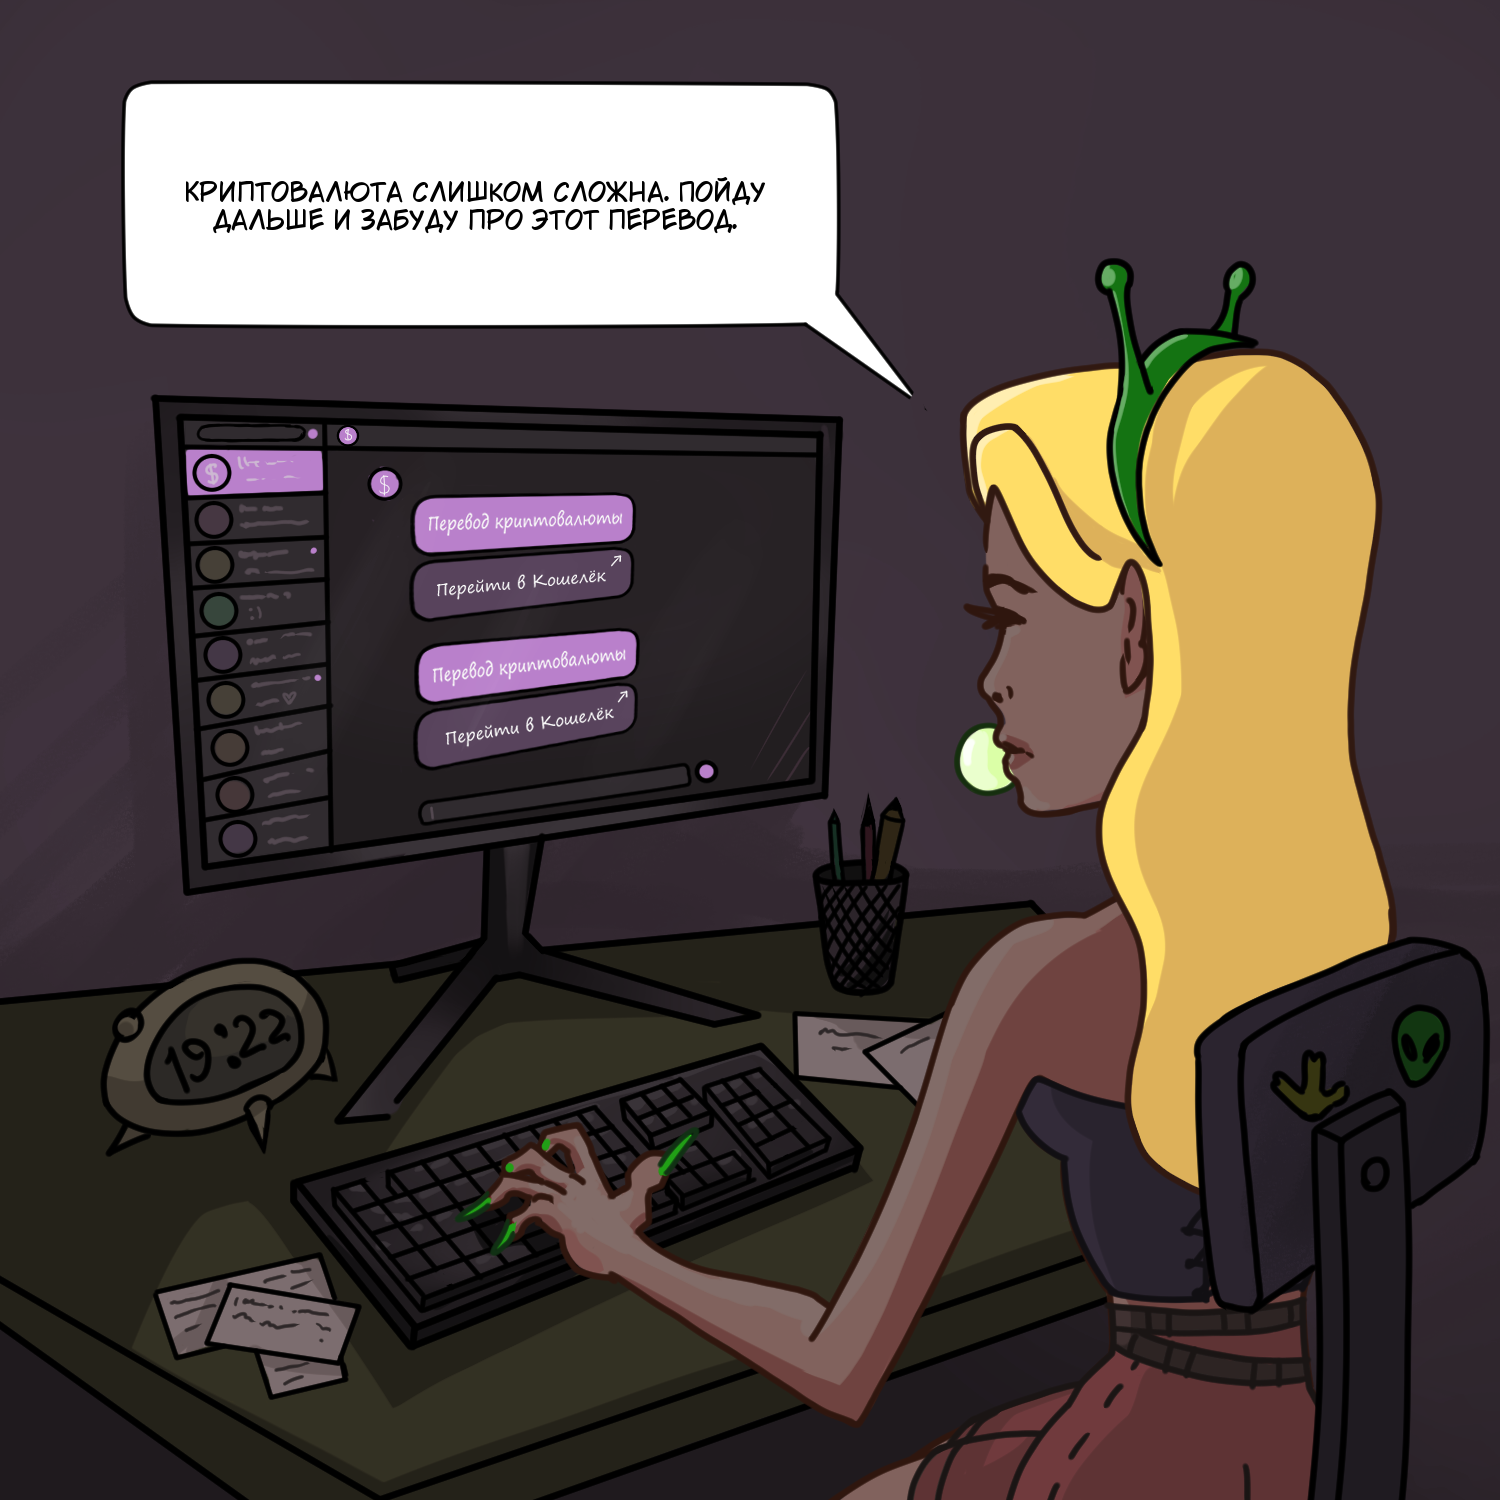 КРИПТОВАЛЮТА СЛИШКОМ СЛОЖНА. ПОЙДУ
ДАЛЬШЕ И ЗАБУДУ ПРО ЭТОТ ПЕРЕВОД.
$
$
$
Перевод криптовалюты
Перейти в Кошелёк
Перевод криптовалюты
Перейти в Кошелёк
:)
19:22